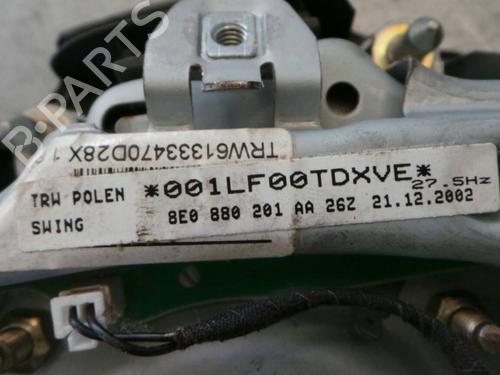 B-Parts
TRW61333470D28X
TRW POLEN *001LF00TDXVE*
SWING 27.5Hz
8E0 880 201 AA 26Z 21.12.2002